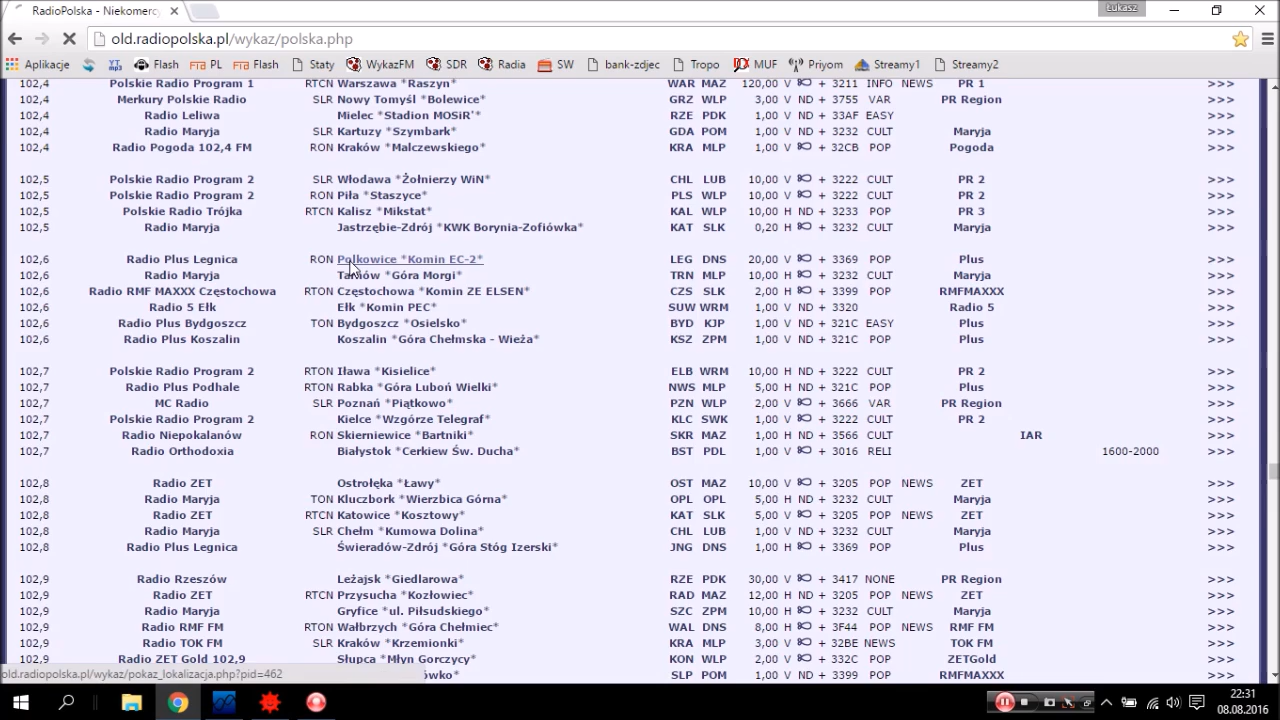 RadioPolska - Niekomerc
Łukasz
old.radiopolska.pl/wykaz/polska.php
Aplikacje YT mp3 Flash FTA PL FTA Flash Staty WykazFM SDR Radia SW bank-zdjec Tropo MUF Priyom Streamy1 Streamy2
102,4 Polskie Radio Program 1 RTCN Warszawa *Raszyn* WAR MAZ 120,00 V ND + 3211 INFO NEWS PR 1 >>>
102,4 Merkury Polskie Radio SLR Nowy Tomyśl *Bolewice* GRZ WLP 3,00 V ND + 3755 VAR PR Region >>>
102,4 Radio Leliwa Mielec *Stadion MOSiR'* RZE PDK 1,00 V ND + 33AF EASY >>>
102,4 Radio Maryja SLR Kartuzy *Szymbark* GDA POM 1,00 V ND + 3232 CULT Maryja >>>
102,4 Radio Pogoda 102,4 FM RON Kraków *Malczewskiego* KRA MLP 1,00 V ND + 32CB POP Pogoda >>>
102,5 Polskie Radio Program 2 SLR Włodawa *Żołnierzy WiN* CHL LUB 10,00 V ND + 3222 CULT PR 2 >>>
102,5 Polskie Radio Program 2 RON Piła *Staszyce* PLS WLP 10,00 V ND + 3222 CULT PR 2 >>>
102,5 Polskie Radio Trójka RTCN Kalisz *Mikstat* KAL WLP 10,00 H ND + 3233 POP PR 3 >>>
102,5 Radio Maryja Jastrzębie-Zdrój *KWK Borynia-Zofiówka* KAT SLK 0,20 H ND + 3232 CULT Maryja >>>
102,6 Radio Plus Legnica RON Polkowice *Komin EC-2* LEG DNS 20,00 V ND + 3369 POP Plus >>>
102,6 Radio Maryja Tarnów *Góra Morgi* TRN MLP 10,00 H ND + 3232 CULT Maryja >>>
102,6 Radio RMF MAXXX Częstochowa RTON Częstochowa *Komin ZE ELSEN* CZS SLK 2,00 H ND + 3399 POP RMFMAXXX >>>
102,6 Radio 5 Ełk Ełk *Komin PEC* SUW WRM 1,00 V ND + 3320 Radio 5 >>>
102,6 Radio Plus Bydgoszcz TON Bydgoszcz *Osielsko* BYD KJP 1,00 V ND + 321C EASY Plus >>>
102,6 Radio Plus Koszalin Koszalin *Góra Chełmska - Wieża* KSZ ZPM 1,00 V ND + 321C POP Plus >>>
102,7 Polskie Radio Program 2 RTON Iława *Kisielice* ELB WRM 10,00 H ND + 3222 CULT PR 2 >>>
102,7 Radio Plus Podhale RTON Rabka *Góra Luboń Wielki* NWS MLP 5,00 H ND + 321C POP Plus >>>
102,7 MC Radio SLR Poznań *Piątkowo* PZN WLP 2,00 V ND + 3666 VAR PR Region >>>
102,7 Polskie Radio Program 2 Kielce *Wzgórze Telegraf* KLC SWK 1,00 V ND + 3222 CULT PR 2 >>>
102,7 Radio Niepokalanów RON Skierniewice *Bartniki* SKR MAZ 1,00 H ND + 3566 CULT IAR >>>
102,7 Radio Orthodoxia Białystok *Cerkiew Św. Ducha* BST PDL 1,00 V ND + 3016 RELI 1600-2000 >>>
102,8 Radio ZET Ostrołęka *Ławy* OST MAZ 10,00 V ND + 3205 POP NEWS ZET >>>
102,8 Radio Maryja TON Kluczbork *Wierzbica Górna* OPL OPL 5,00 H ND + 3232 CULT Maryja >>>
102,8 Radio ZET RTCN Katowice *Kosztowy* KAT SLK 5,00 V ND + 3205 POP NEWS ZET >>>
102,8 Radio Maryja SLR Chełm *Kumowa Dolina* CHL LUB 1,00 V ND + 3232 CULT Maryja >>>
102,8 Radio Plus Legnica Świeradów-Zdrój *Góra Stóg Izerski* JNG DNS 1,00 H ND + 3369 POP Plus >>>
102,9 Radio Rzeszów Leżajsk *Giedlarowa* RZE PDK 30,00 V ND + 3417 NONE PR Region >>>
102,9 Radio ZET RTCN Przysucha *Kozłowiec* RAD MAZ 12,00 H ND + 3205 POP NEWS ZET >>>
102,9 Radio Maryja Gryfice *ul. Piłsudskiego* SZC ZPM 10,00 H ND + 3232 CULT Maryja >>>
102,9 Radio RMF FM RTON Wałbrzych *Góra Chełmiec* WAL DNS 8,00 H ND + 3F44 POP NEWS RMF FM >>>
102,9 Radio TOK FM SLR Kraków *Krzemionki* KRA MLP 3,00 V ND + 32BE NEWS TOK FM >>>
102,9 Radio ZET Gold 102,9 Słupca *Młyn Gorczycy* KON WLP 2,00 V ND + 332C POP ZETGold >>>
ówko* SLP POM 1,00 V ND + 3399 POP RMFMAXXX >>>
old.radiopolska.pl/wykaz/pokaz_lokalizacja.php?pid=462
22:31
08.08.2016